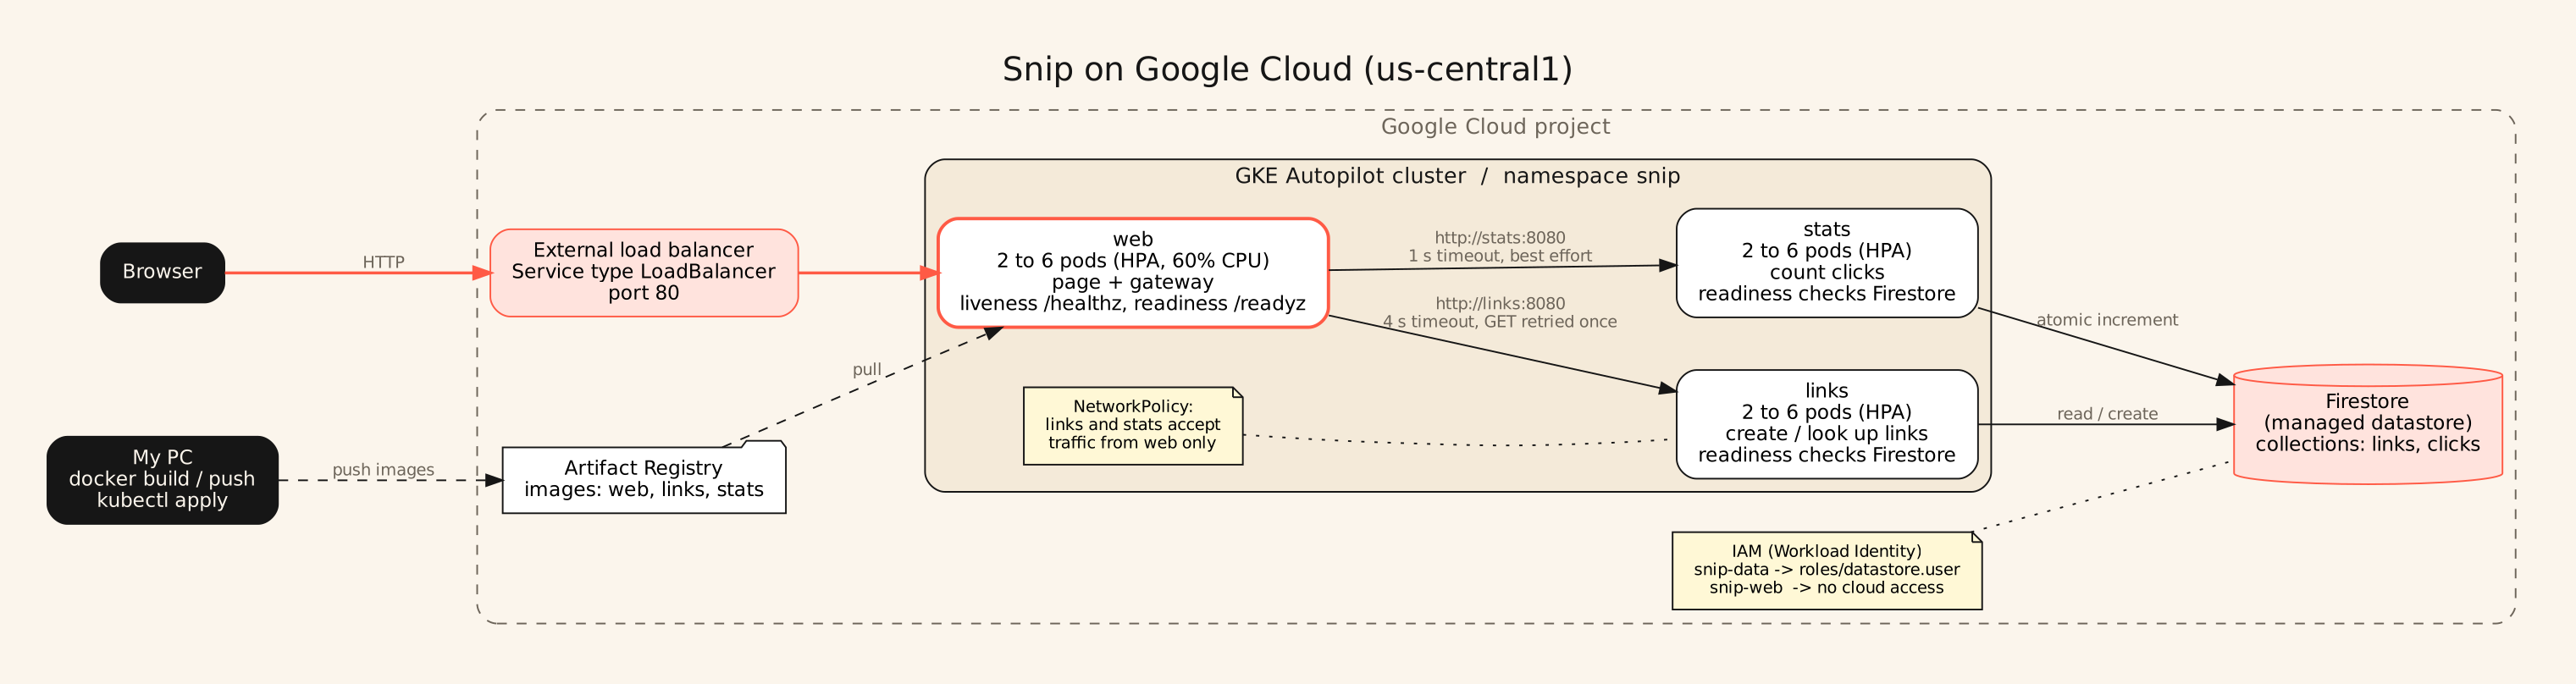 Snip on Google Cloud (us-central1)
Google Cloud project
GKE Autopilot cluster / namespace snip
Browser
HTTP
External load balancer
Service type LoadBalancer
port 80
web
2 to 6 pods (HPA, 60% CPU)
page + gateway
liveness /healthz, readiness /readyz
http://stats:8080
1 s timeout, best effort
http://links:8080
4 s timeout, GET retried once
stats
2 to 6 pods (HPA)
count clicks
readiness checks Firestore
atomic increment
My PC
docker build / push
kubectl apply
push images
Artifact Registry
images: web, links, stats
pull
NetworkPolicy:
links and stats accept
traffic from web only
links
2 to 6 pods (HPA)
create / look up links
readiness checks Firestore
read / create
Firestore
(managed datastore)
collections: links, clicks
IAM (Workload Identity)
snip-data -> roles/datastore.user
snip-web -> no cloud access